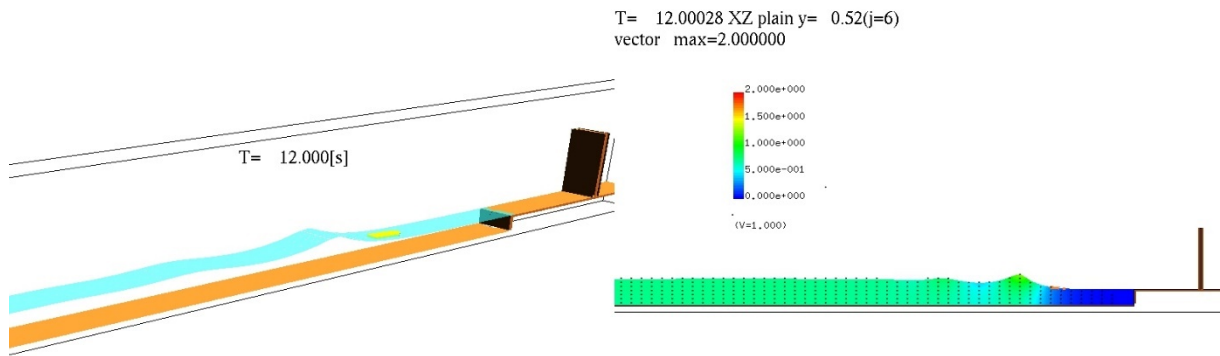 T= 12.00028 XZ plain y= 0.52(j=6)
vector max=2.000000
2.000e+000
1.500e+000
1.000e+000
5.000e-001
0.000e+000
(V=1.000)
T= 12.000[s]